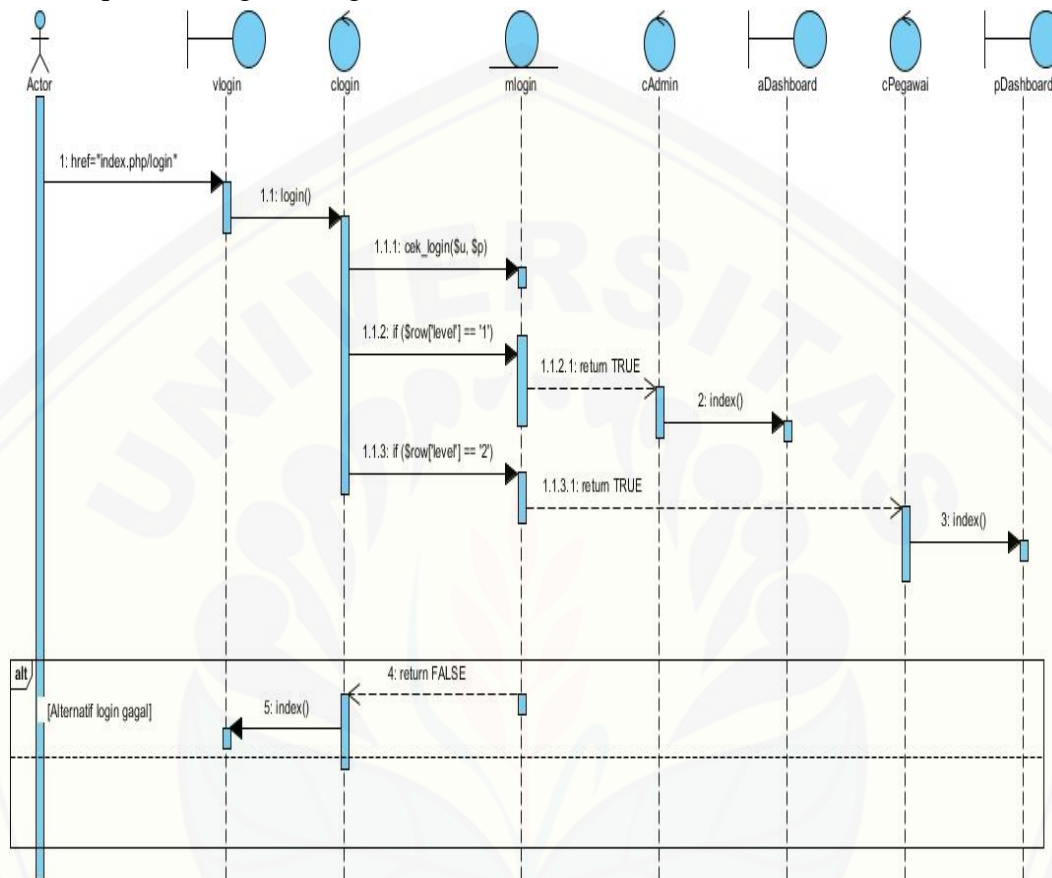 Actor
vlogin
clogin
mlogin
cAdmin
aDashboard
cPegawai
pDashboard
1: href="index.php/login"
1.1: login()
1.1.1: cek_login($u, $p)
1.1.2: if ($row['level'] == '1')
1.1.2.1: return TRUE
2: index()
1.1.3: if ($row['level'] == '2')
1.1.3.1: return TRUE
3: index()
alt
4: return FALSE
[Alternatif login gagal]
5: index()
UNIVERSITAS